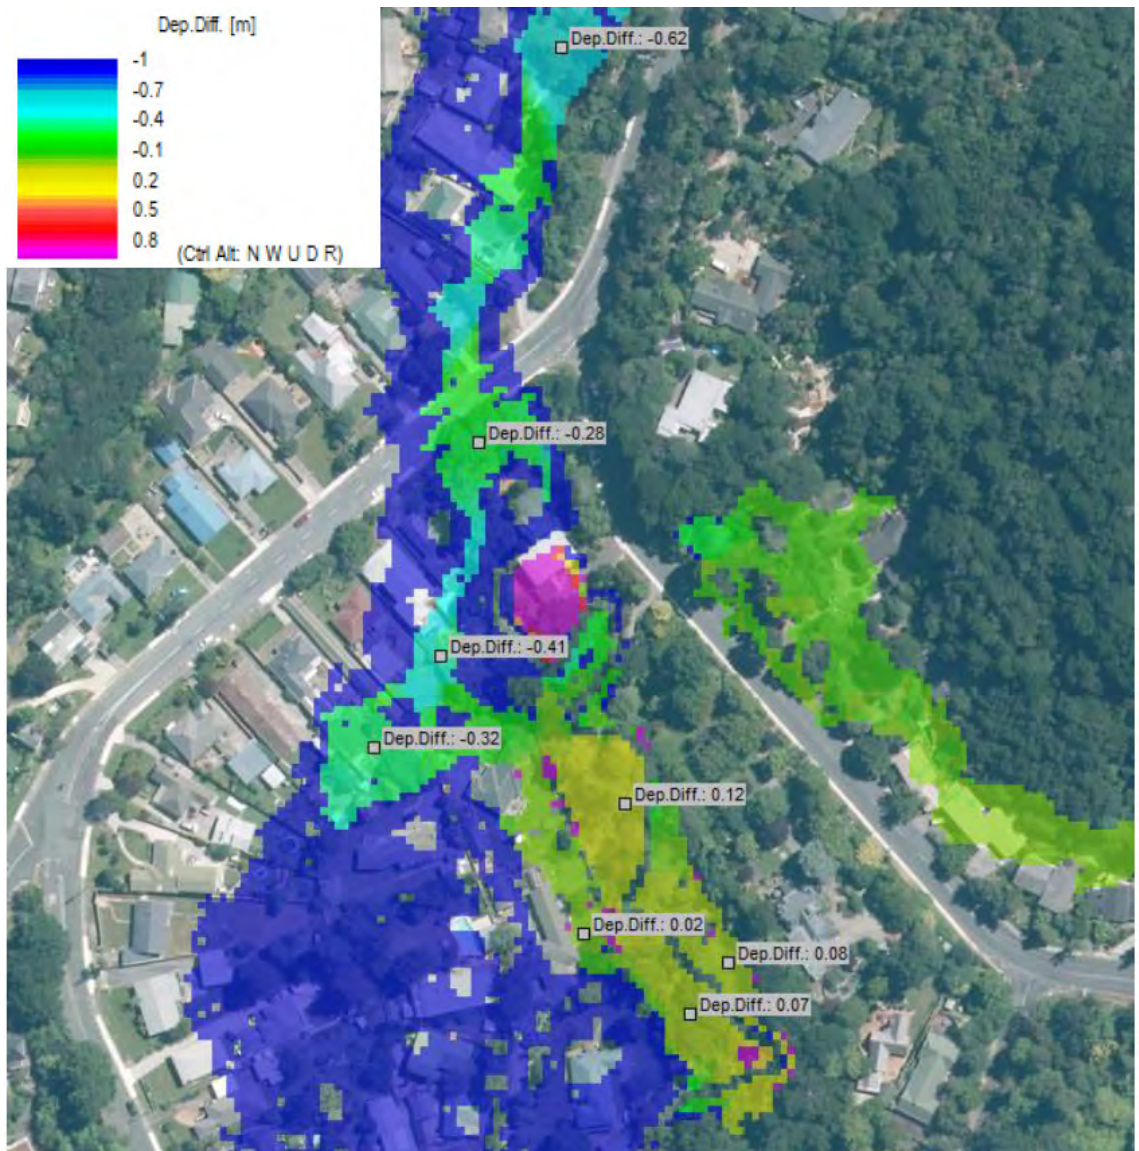 Dep.Diff. [m]
-1
-0.7
-0.4
-0.1
0.2
0.5
0.8
(Ctrl Alt: N W U D R)
Dep.Diff.: -0.62
Dep.Diff.: -0.28
Dep.Diff.: -0.41
Dep.Diff.: -0.32
Dep.Diff.: 0.12
Dep.Diff.: 0.02
Dep.Diff.: 0.08
Dep.Diff.: 0.07